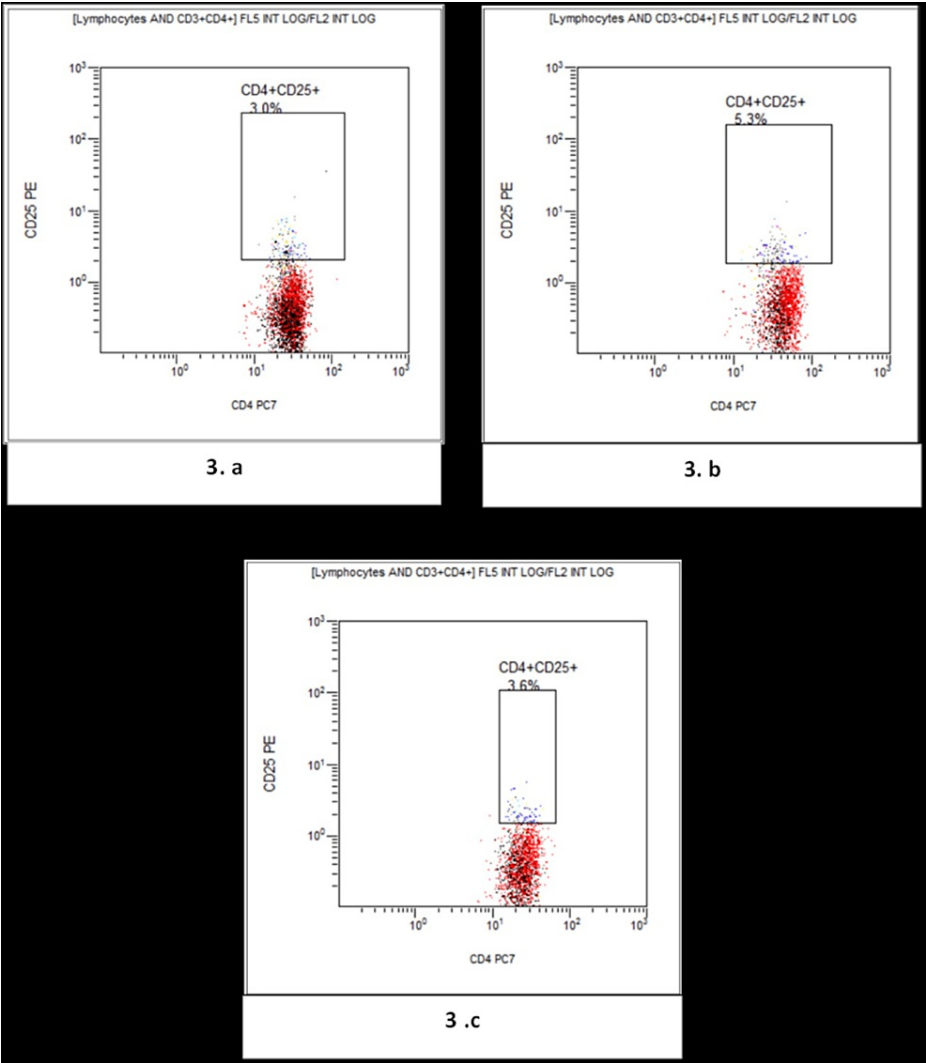 [Lymphocytes AND CD3+CD4+] FL5 INT LOG/FL2 INT LOG
CD4+CD25+
3.0%
10³
10²
10¹
10⁰
CD25 PE
10⁰ 10¹ 10² 10³
CD4 PC7
3. a
[Lymphocytes AND CD3+CD4+] FL5 INT LOG/FL2 INT LOG
CD4+CD25+
5.3%
10³
10²
10¹
10⁰
CD25 PE
10⁰ 10¹ 10² 10³
CD4 PC7
3. b
[Lymphocytes AND CD3+CD4+] FL5 INT LOG/FL2 INT LOG
CD4+CD25+
3.6%
10³
10²
10¹
10⁰
CD25 PE
10⁰ 10¹ 10² 10³
CD4 PC7
3 .c